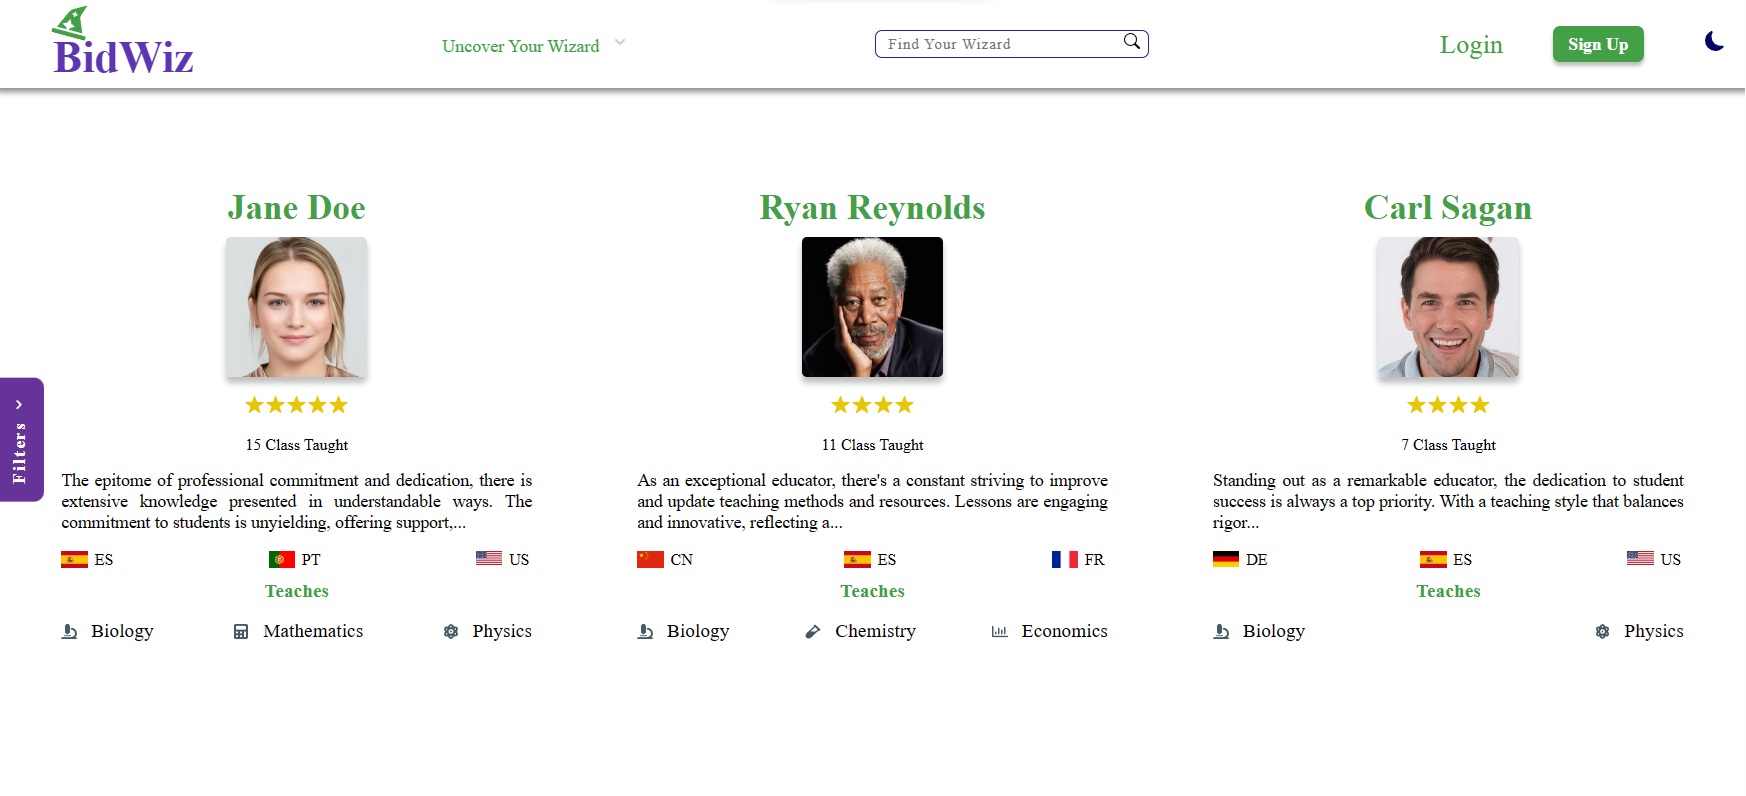 BidWiz
Uncover Your Wizard
Find Your Wizard
Login
Sign Up
Filters
Jane Doe
15 Class Taught
The epitome of professional commitment and dedication, there is
extensive knowledge presented in understandable ways. The
commitment to students is unyielding, offering support,...
ES PT US
Teaches
Biology Mathematics Physics
Ryan Reynolds
11 Class Taught
As an exceptional educator, there's a constant striving to improve
and update teaching methods and resources. Lessons are engaging
and innovative, reflecting a...
CN ES FR
Teaches
Biology Chemistry Economics
Carl Sagan
7 Class Taught
Standing out as a remarkable educator, the dedication to student
success is always a top priority. With a teaching style that balances
rigor...
DE ES US
Teaches
Biology Physics